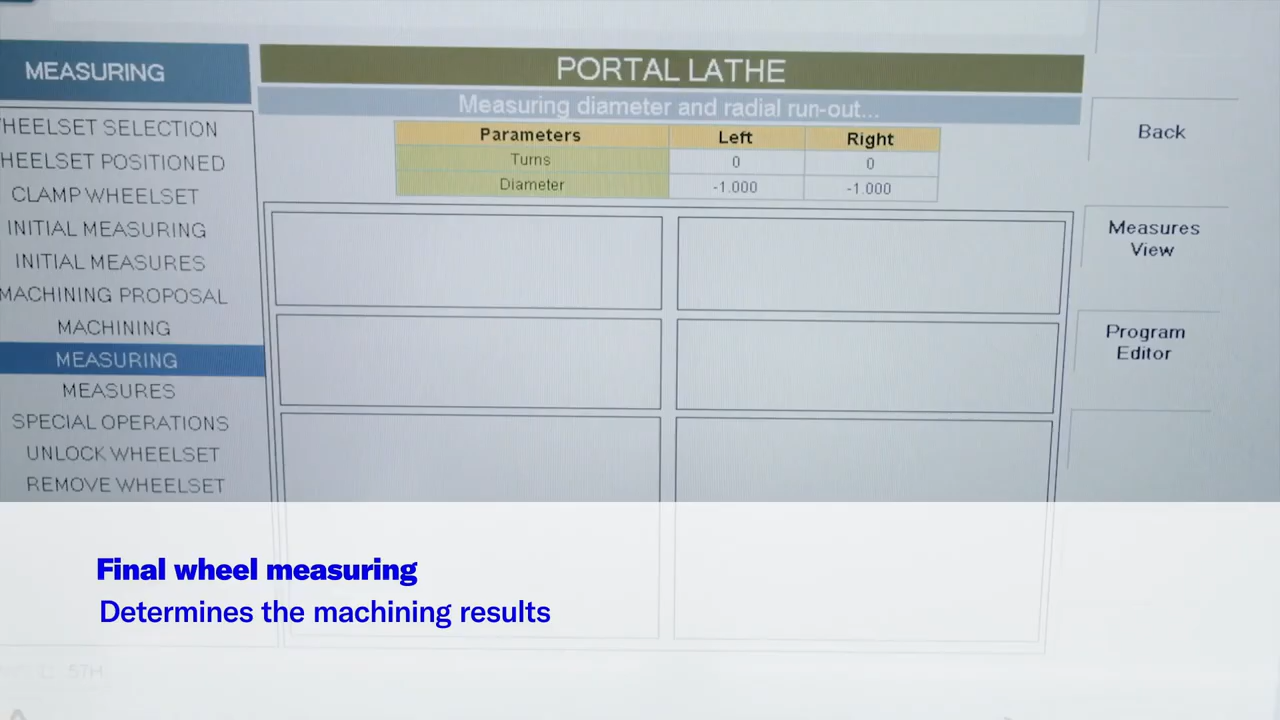 MEASURING
PORTAL LATHE
Measuring diameter and radial run-out...
Parameters Left Right
Turns 0 0
Diameter -1.000 -1.000
HEELSET SELECTION
HEELSET POSITIONED
CLAMP WHEELSET
INITIAL MEASURING
INITIAL MEASURES
MACHINING PROPOSAL
MACHINING
MEASURING
MEASURES
SPECIAL OPERATIONS
UNLOCK WHEELSET
REMOVE WHEELSET
Back
Measures
View
Program
Editor
Final wheel measuring
Determines the machining results
57H